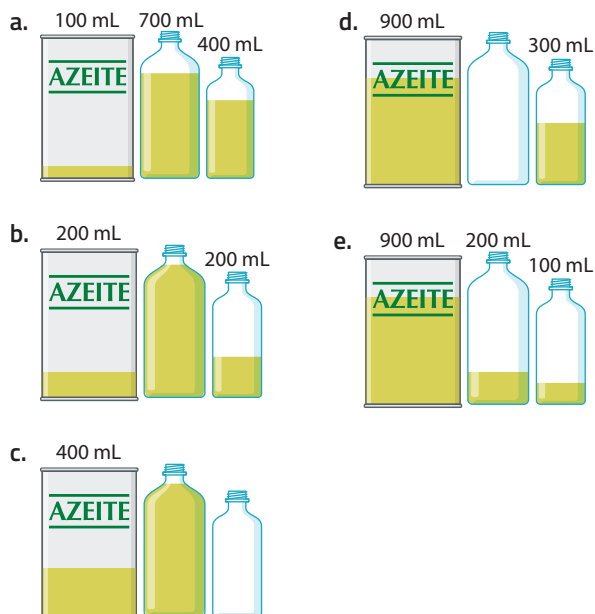 a.
100 mL
700 mL
400 mL
AZEITE
b.
200 mL
200 mL
AZEITE
c.
400 mL
AZEITE
d.
900 mL
300 mL
AZEITE
e.
900 mL
200 mL
100 mL
AZEITE